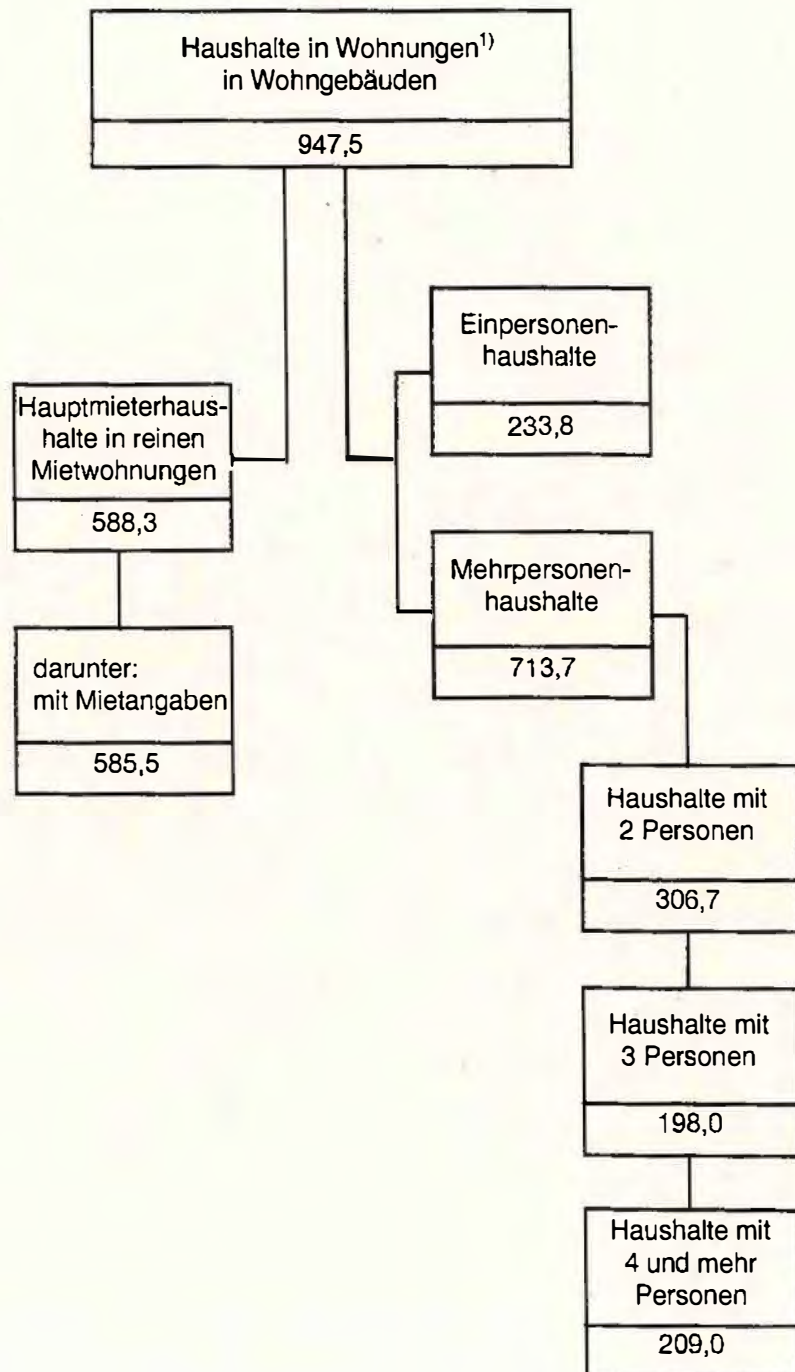 Haushalte in Wohnungen1)
in Wohngebäuden
947,5
Einpersonen-
haushalte
233,8
Hauptmieterhaus-
halte in reinen
Mietwohnungen
588,3
Mehrpersonen-
haushalte
713,7
darunter:
mit Mietangaben
585,5
Haushalte mit
2 Personen
306,7
Haushalte mit
3 Personen
198,0
Haushalte mit
4 und mehr
Personen
209,0